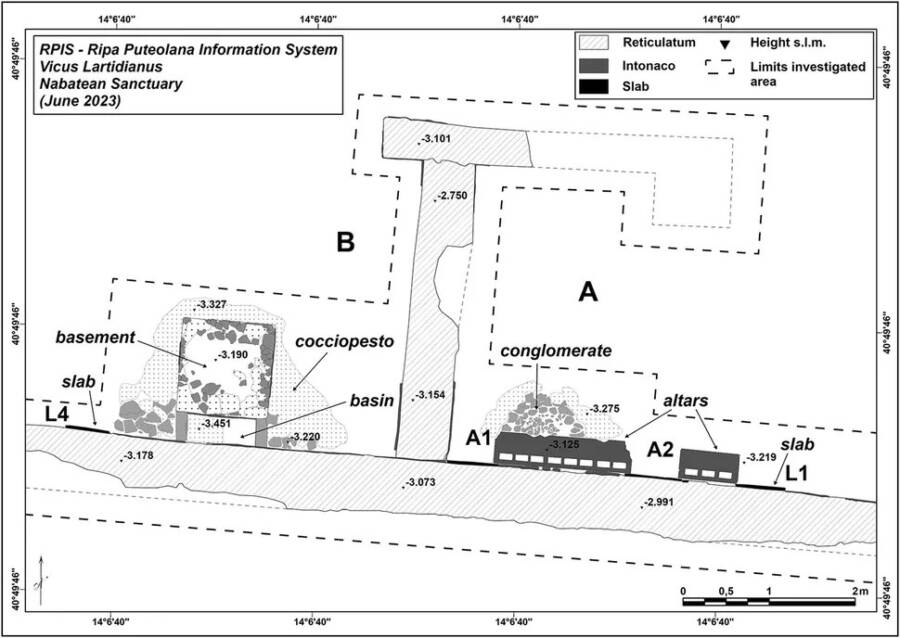 14°6'40" 14°6'40" 14°6'40" 14°6'40"
40°49'46" 40°49'46"
RPIS - Ripa Puteolana Information System
Vicus Lartidianus
Nabatean Sanctuary
(June 2023)
Reticulatum
Intonaco
Slab
Height s.l.m.
Limits investigated
area
-3.101
-2.750
B
A
40°49'46" 40°49'46"
-3.327
basement
-3.190
cocciopesto
conglomerate
slab
basin
-3.154
-3.275
altars
L4
-3.451
-3.220
A1
-3.125
A2
-3.219
slab
L1
-3.178
-3.073
-2.991
40°49'46" 40°49'46"
0 0,5 1 2 m
14°6'40" 14°6'40" 14°6'40" 14°6'40"